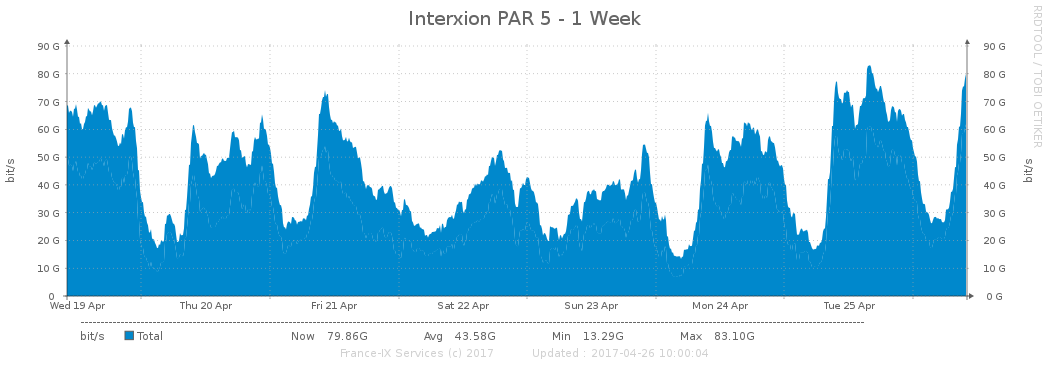 Interxion PAR 5 - 1 Week
RRDTOOL / TOBI OETIKER
bit/s
90 G
80 G
70 G
60 G
50 G
40 G
30 G
20 G
10 G
0
90 G
80 G
70 G
60 G
50 G
40 G
30 G
20 G
10 G
0 G
bit/s
Wed 19 Apr Thu 20 Apr Fri 21 Apr Sat 22 Apr Sun 23 Apr Mon 24 Apr Tue 25 Apr
bit/s Total Now 79.86G Avg 43.58G Min 13.29G Max 83.10G
France-IX Services (c) 2017 Updated : 2017-04-26 10:00:04